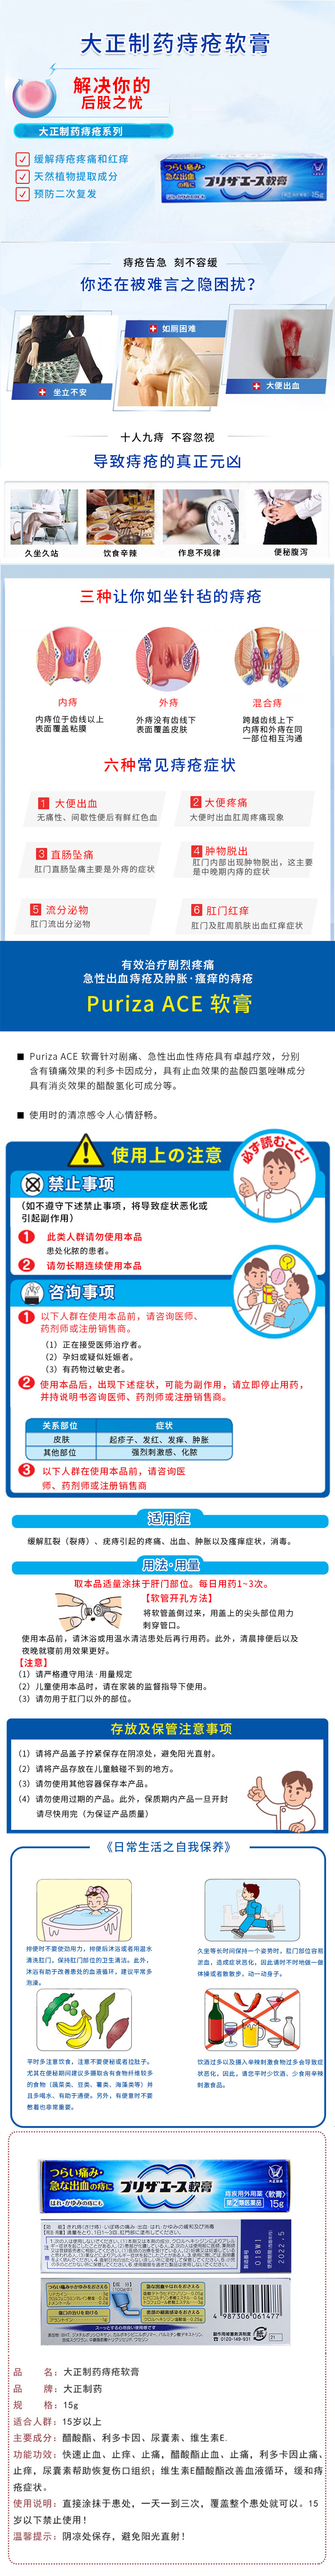 大正制药痔疮软膏
解决你的
后股之忧
大正制药痔疮系列
缓解痔疮疼痛和红痒
天然植物提取成分
预防二次复发
つらい痛み・
急な出血
の痔に
プリザエース軟膏
15g
痔疮告急 刻不容缓
你还在被难言之隐困扰?
坐立不安
如厕困难
大便出血
十人九痔 不容忽视
导致痔疮的真正元凶
久坐久站
饮食辛辣
作息不规律
便秘腹泻
三种让你如坐针毡的痔疮
内痔
外痔
混合痔
内痔位于齿线以上
表面覆盖粘膜
外痔没有齿线下
表面覆盖皮肤
跨越齿线上下
内痔和外痔在同
一部位相互沟通
六种常见痔疮症状
1 大便出血
无痛性、间歇性便后有鲜红色血
2 大便疼痛
大便时出血肛周疼痛现象
3 直肠坠痛
肛门直肠坠痛主要是外痔的症状
4 肿物脱出
肛门内部出现肿物脱出，这主要
是中晚期内痔的症状
5 流分泌物
肛门流出分泌物
6 肛门红痒
肛门及肛周肌肤出血红痒症状
有效治疗剧烈疼痛
急性出血痔疮及肿胀·瘙痒的痔疮
Puriza ACE 软膏
■ Puriza ACE 软膏针对剧痛、急性出血性痔疮具有卓越疗效，分别
含有镇痛效果的利多卡因成分，具有止血效果的盐酸四氢唑啉成分
具有消炎效果的醋酸氢化可成分等。
■ 使用时的清凉感令人心情舒畅。
使用上の注意
必ず読むこと!
禁止事项
（如不遵守下述禁止事项，将导致症状恶化或
引起副作用）
1 此类人群请勿使用本品
患处化脓的患者。
2 请勿长期连续使用本品
咨询事项
1 以下人群在使用本品前，请咨询医师、
药剂师或注册销售商。
（1）正在接受医师治疗者。
（2）孕妇或疑似妊娠者。
（3）有药物过敏史者。
2 使用本品后，出现下述症状，可能为副作用，请立即停止用药，
并持说明书咨询医师、药剂师或注册销售商。
关系部位 症状
皮肤 起疹子、发红、发痒、肿胀
其他部位 强烈刺激感、化脓
3 以下人群在使用本品前，请咨询医
师、药剂师或注册销售商
适用症
缓解肛裂（裂痔）、疣痔引起的疼痛、出血、肿胀以及瘙痒症状，消毒。
用法·用量
取本品适量涂抹于肝门部位。每日用药1~3次。
【软管开孔方法】
将软管盖倒过来，用盖上的尖头部位用力
刺穿管口。
使用本品前，请沐浴或用温水清洁患处后再行用药。此外，清晨排便后以及
夜晚就寝前用效果更好。
【注意】
（1）请严格遵守用法·用量规定
（2）儿童使用本品时，请在家装的监督指导下使用。
（3）请勿用于肛门以外的部位。
存放及保管注意事项
（1）请将产品盖子拧紧保存在阴凉处，避免阳光直射。
（2）请将产品存放在儿童触碰不到的地方。
（3）请勿使用其他容器保存本产品。
（4）请勿使用过期的产品。此外，保质期内产品一旦开封
请尽快用完（为保证产品质量）
《日常生活之自我保养》
排便时不要使劲用力，排便后沐浴或者用温水
清洗肛门，保持肛门部位的卫生清洁。此外，
沐浴有助于改善患处的血液循环，建议平常多
泡澡。
久坐等长时间保持一个姿势时，肛门部位容易
淤血，造成症状恶化，因此请时不时地做一做
体操或者散散步，动一动身子。
平时多注意饮食，注意不要便秘或者拉肚子。
尤其在便秘期间建议多摄取含有食物纤维较多
的食物（蔬菜类、豆类、薯类、海藻类等）并
且多喝水、有助于通便。另外，有便意时不要
憋着也非常重要。
饮酒过多以及摄入辛辣刺激食物过多会导致症
状恶化，因此，请您平时少饮酒、少食用辛辣
刺激食品。
つらい痛み・
急な出血の痔に
はれ・かゆみの痔にも
プリザエース軟膏
痔疾用外用薬《軟膏》
第②類医薬品
15g
018W1
2022.5
4 987306 061477
品 名：大正制药痔疮软膏
品 牌：大正制药
规 格：15g
适合人群：15岁以上
主要成分：醋酸酯、利多卡因、尿囊素、维生素E.
功能功效：快速止血、止痒、止痛，醋酸酯止血、止痛，利多卡因止痛、
止痒，尿囊素帮助恢复伤口组织；维生素E醋酸酯改善血液循环，缓和痔
疮症状。
使用说明：直接涂抹于患处，一天一到三次，覆盖整个患处就可以。15
岁以下禁止使用！
温馨提示：阴凉处保存，避免阳光直射！